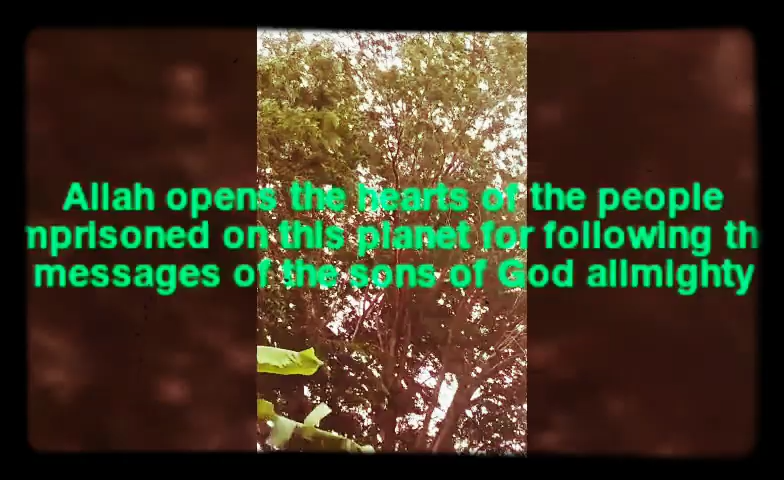 Allah opens the hearts of the people
mprisoned on this planet for following th
messages of the sons of God allmighty